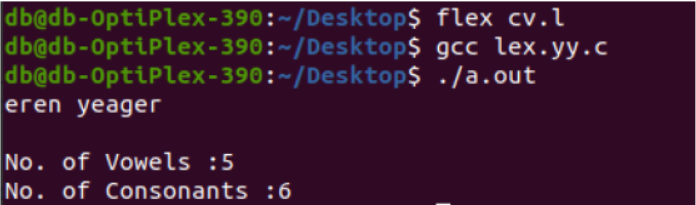 db@db-OptiPlex-390:~/Desktop$ flex cv.l
db@db-OptiPlex-390:~/Desktop$ gcc lex.yy.c
db@db-OptiPlex-390:~/Desktop$ ./a.out
eren yeager
No. of Vowels :5
No. of Consonants :6